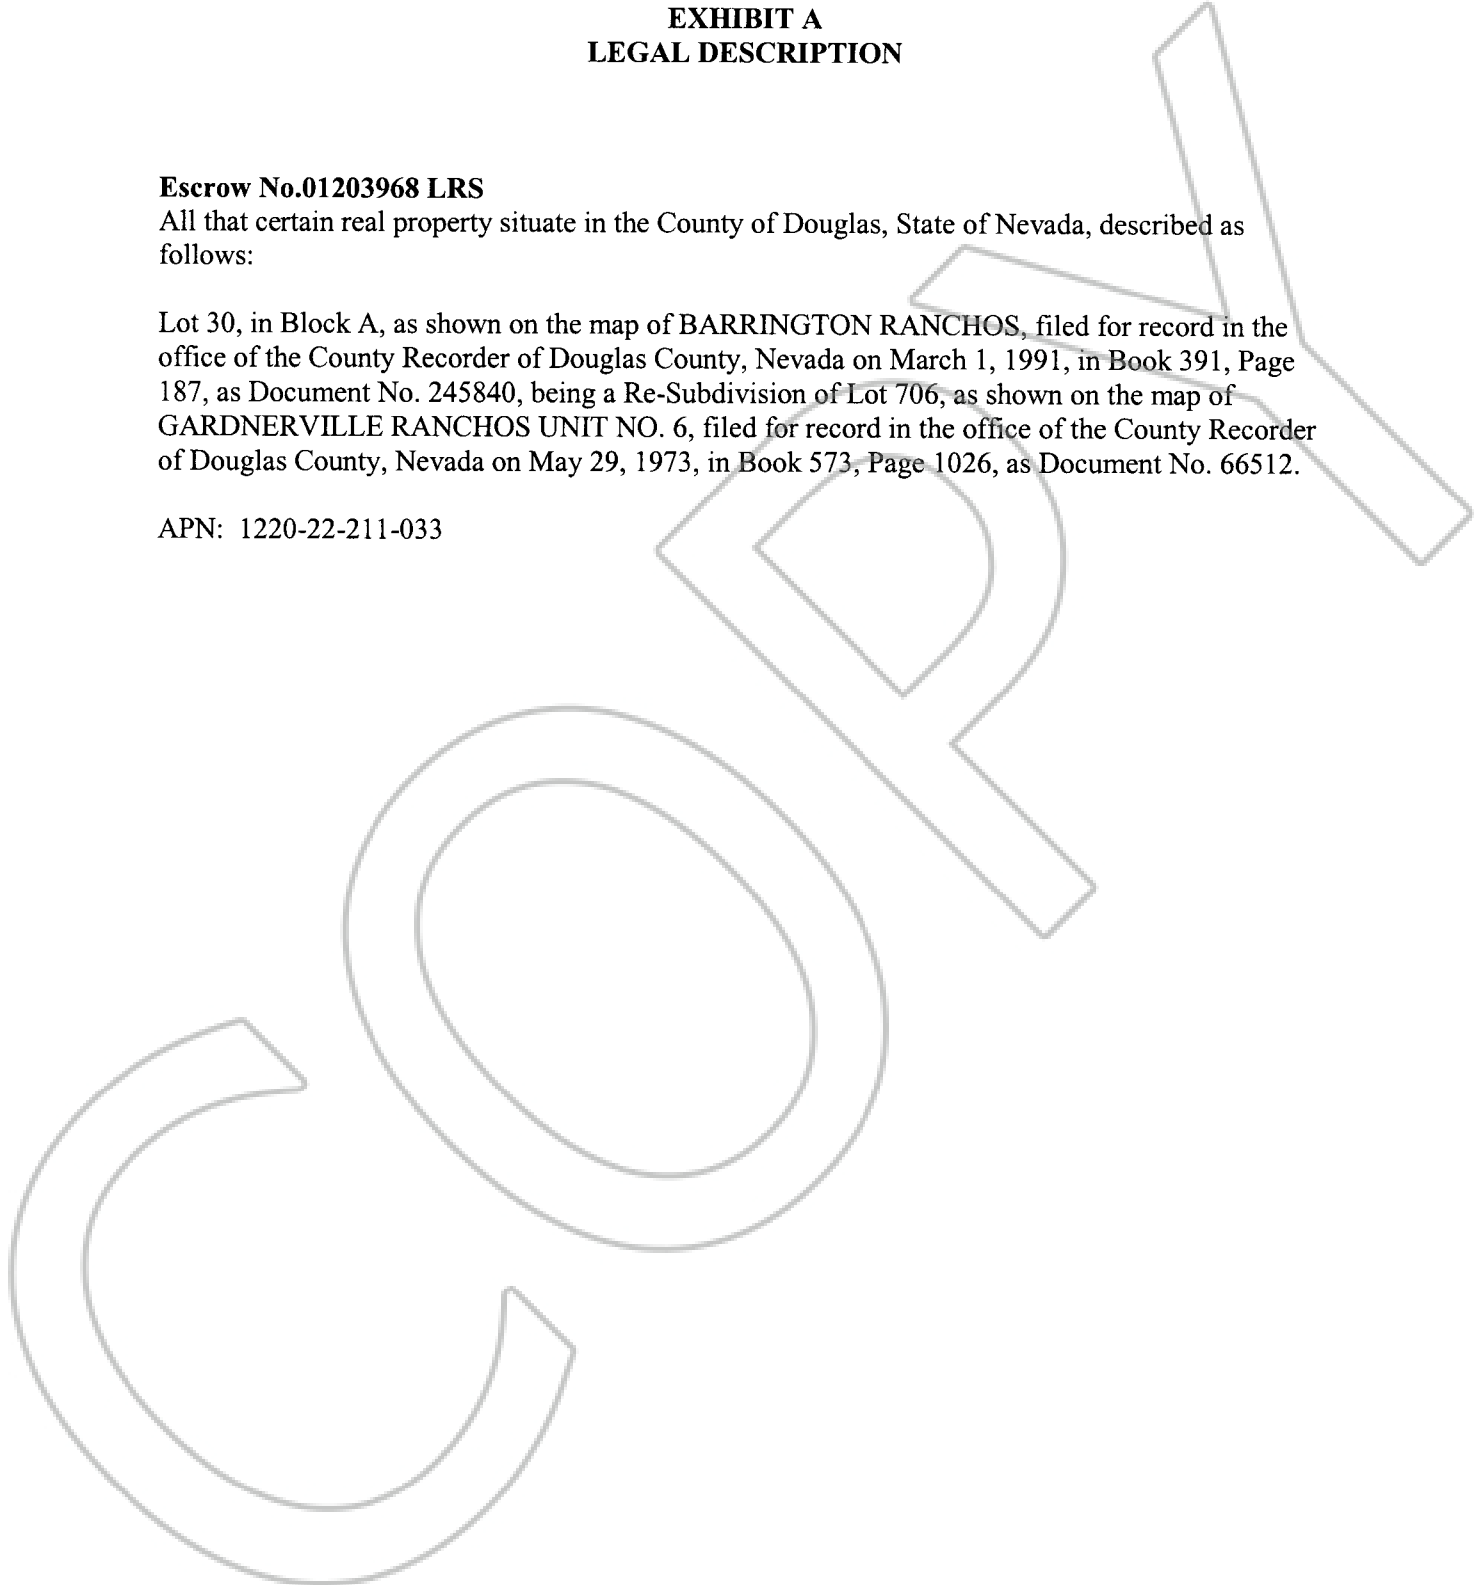 EXHIBIT A
LEGAL DESCRIPTION
Escrow No.01203968 LRS
All that certain real property situate in the County of Douglas, State of Nevada, described as
follows:
Lot 30, in Block A, as shown on the map of BARRINGTON RANCHOS, filed for record in the
office of the County Recorder of Douglas County, Nevada on March 1, 1991, in Book 391, Page
187, as Document No. 245840, being a Re-Subdivision of Lot 706, as shown on the map of
GARDNERVILLE RANCHOS UNIT NO. 6, filed for record in the office of the County Recorder
of Douglas County, Nevada on May 29, 1973, in Book 573, Page 1026, as Document No. 66512.
APN: 1220-22-211-033
COPY